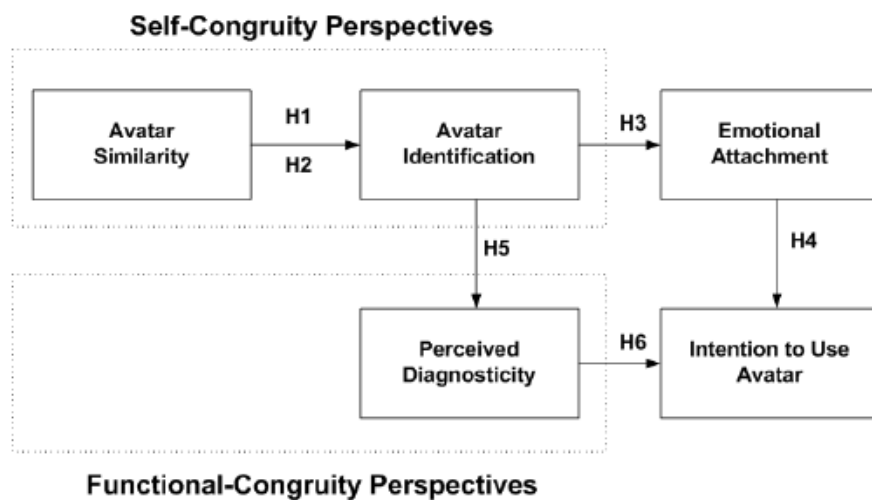 Self-Congruity Perspectives
Avatar
Similarity
H1
H2
Avatar
Identification
H3
Emotional
Attachment
H5
H4
Perceived
Diagnosticity
H6
Intention to Use
Avatar
Functional-Congruity Perspectives